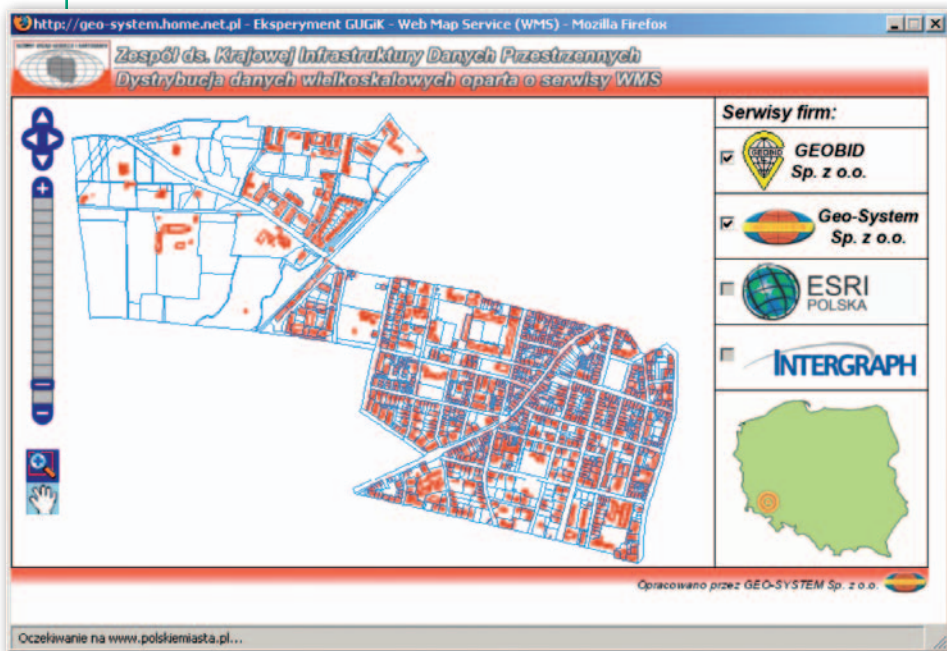 http://geo-system.home.net.pl - Eksperyment GUGiK - Web Map Service (WMS) - Mozilla Firefox
Zespół ds. Krajowej Infrastruktury Danych Przestrzennych
Dystrybucja danych wielkoskalowych oparta o serwisy WMS
Serwisy firm:
GEOBID
GEOBID
Sp. z o.o.
Geo-System
Sp. z o.o.
ESRI
POLSKA
INTERGRAPH
Opracowano przez GEO-SYSTEM Sp. z o.o.
Oczekiwanie na www.polskiemiasta.pl...